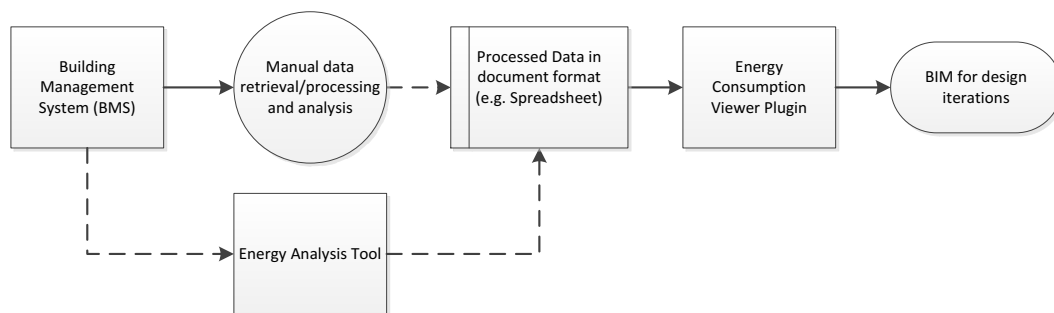 Building
Management
System (BMS)
Manual data
retrieval/processing
and analysis
Processed Data in
document format
(e.g. Spreadsheet)
Energy
Consumption
Viewer Plugin
BIM for design
iterations
Energy Analysis Tool